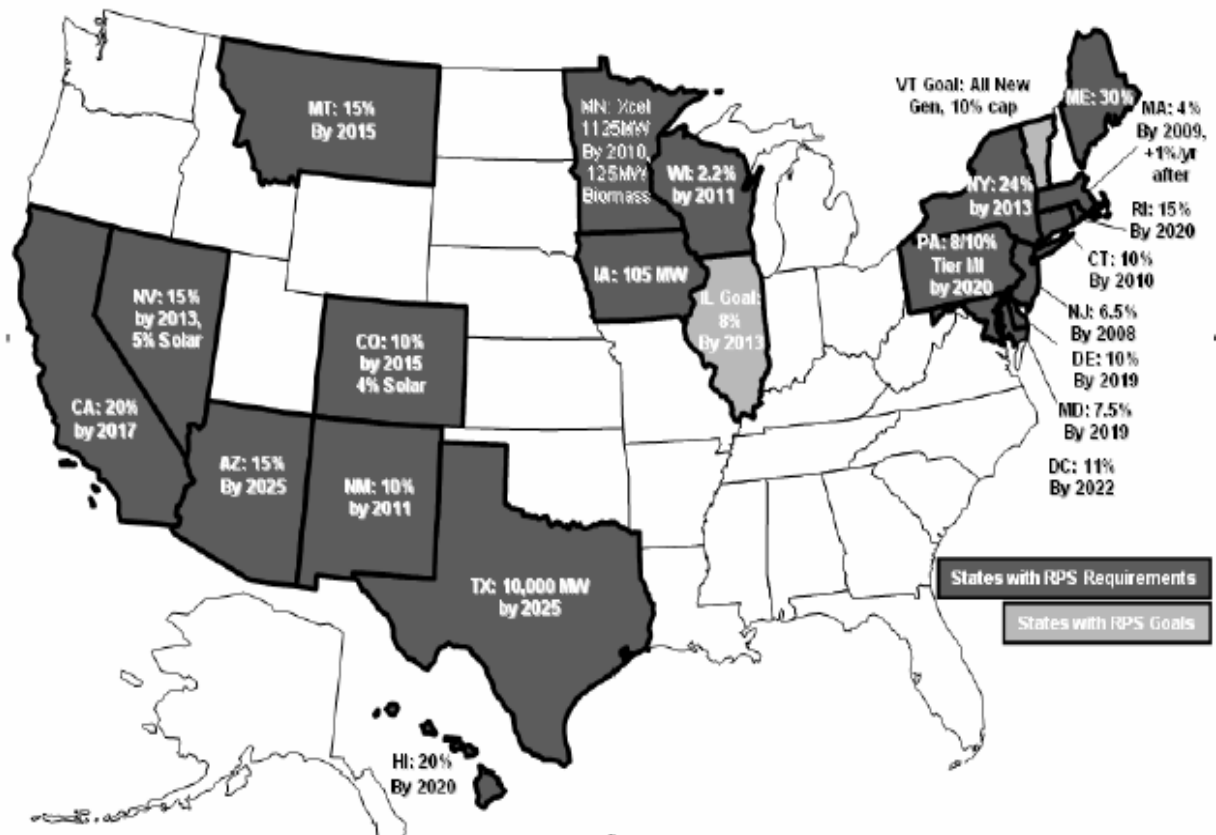 MT: 15%
By 2015
MN: Xcel
1125MW
By 2010,
125MW
Biomass
WI: 2.2%
by 2011
VT Goal: All New
Gen, 10% cap
ME: 30%
MA: 4%
By 2009,
+1%/yr
after
NY: 24%
by 2013
RI: 15%
By 2020
PA: 8/10%
Tier I/II
by 2020
CT: 10%
By 2010
NJ: 6.5%
By 2008
DE: 10%
By 2019
MD: 7.5%
By 2019
DC: 11%
By 2022
IA: 105 MW
IL Goal:
8%
By 2013
NV: 15%
by 2013,
5% Solar
CO: 10%
by 2015
4% Solar
CA: 20%
by 2017
AZ: 15%
By 2025
NM: 10%
by 2011
TX: 10,000 MW
by 2025
HI: 20%
By 2020
States with RPS Requirements
States with RPS Goals